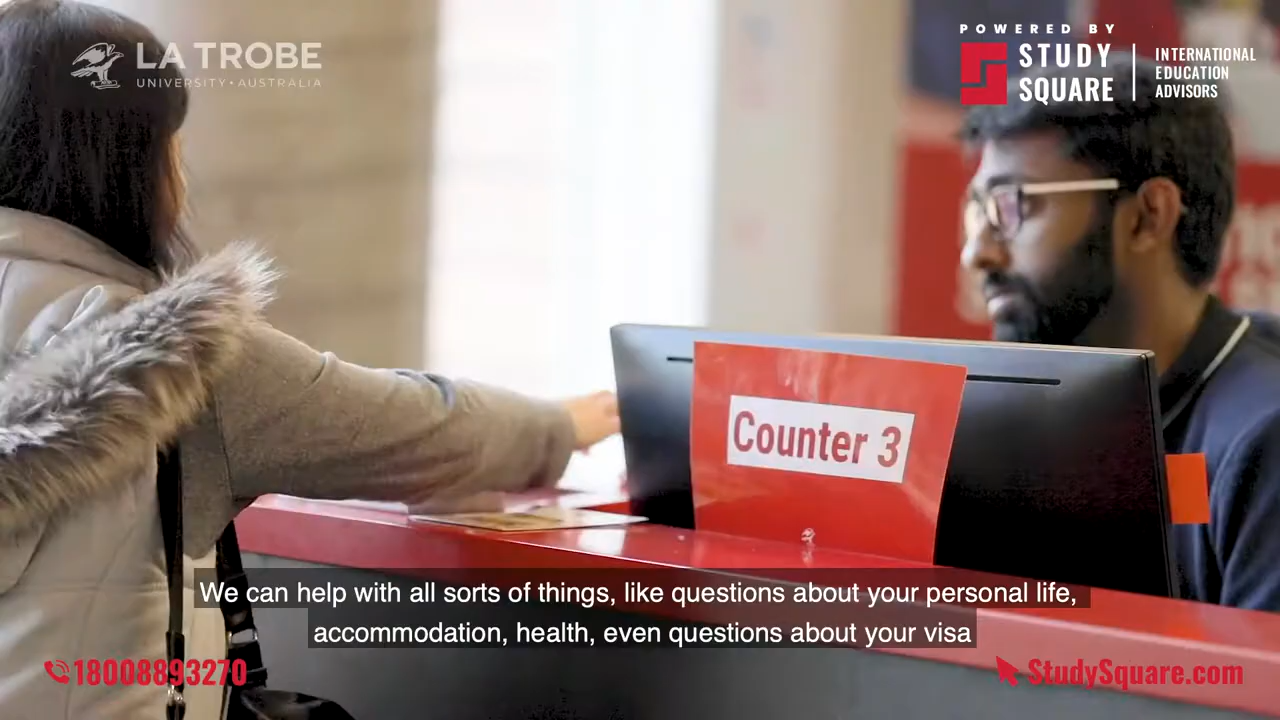 LA TROBE
UNIVERSITY • AUSTRALIA
POWERED BY
STUDY
SQUARE
INTERNATIONAL
EDUCATION
ADVISORS
Counter 3
We can help with all sorts of things, like questions about your personal life,
accommodation, health, even questions about your visa
18008893270
StudySquare.com